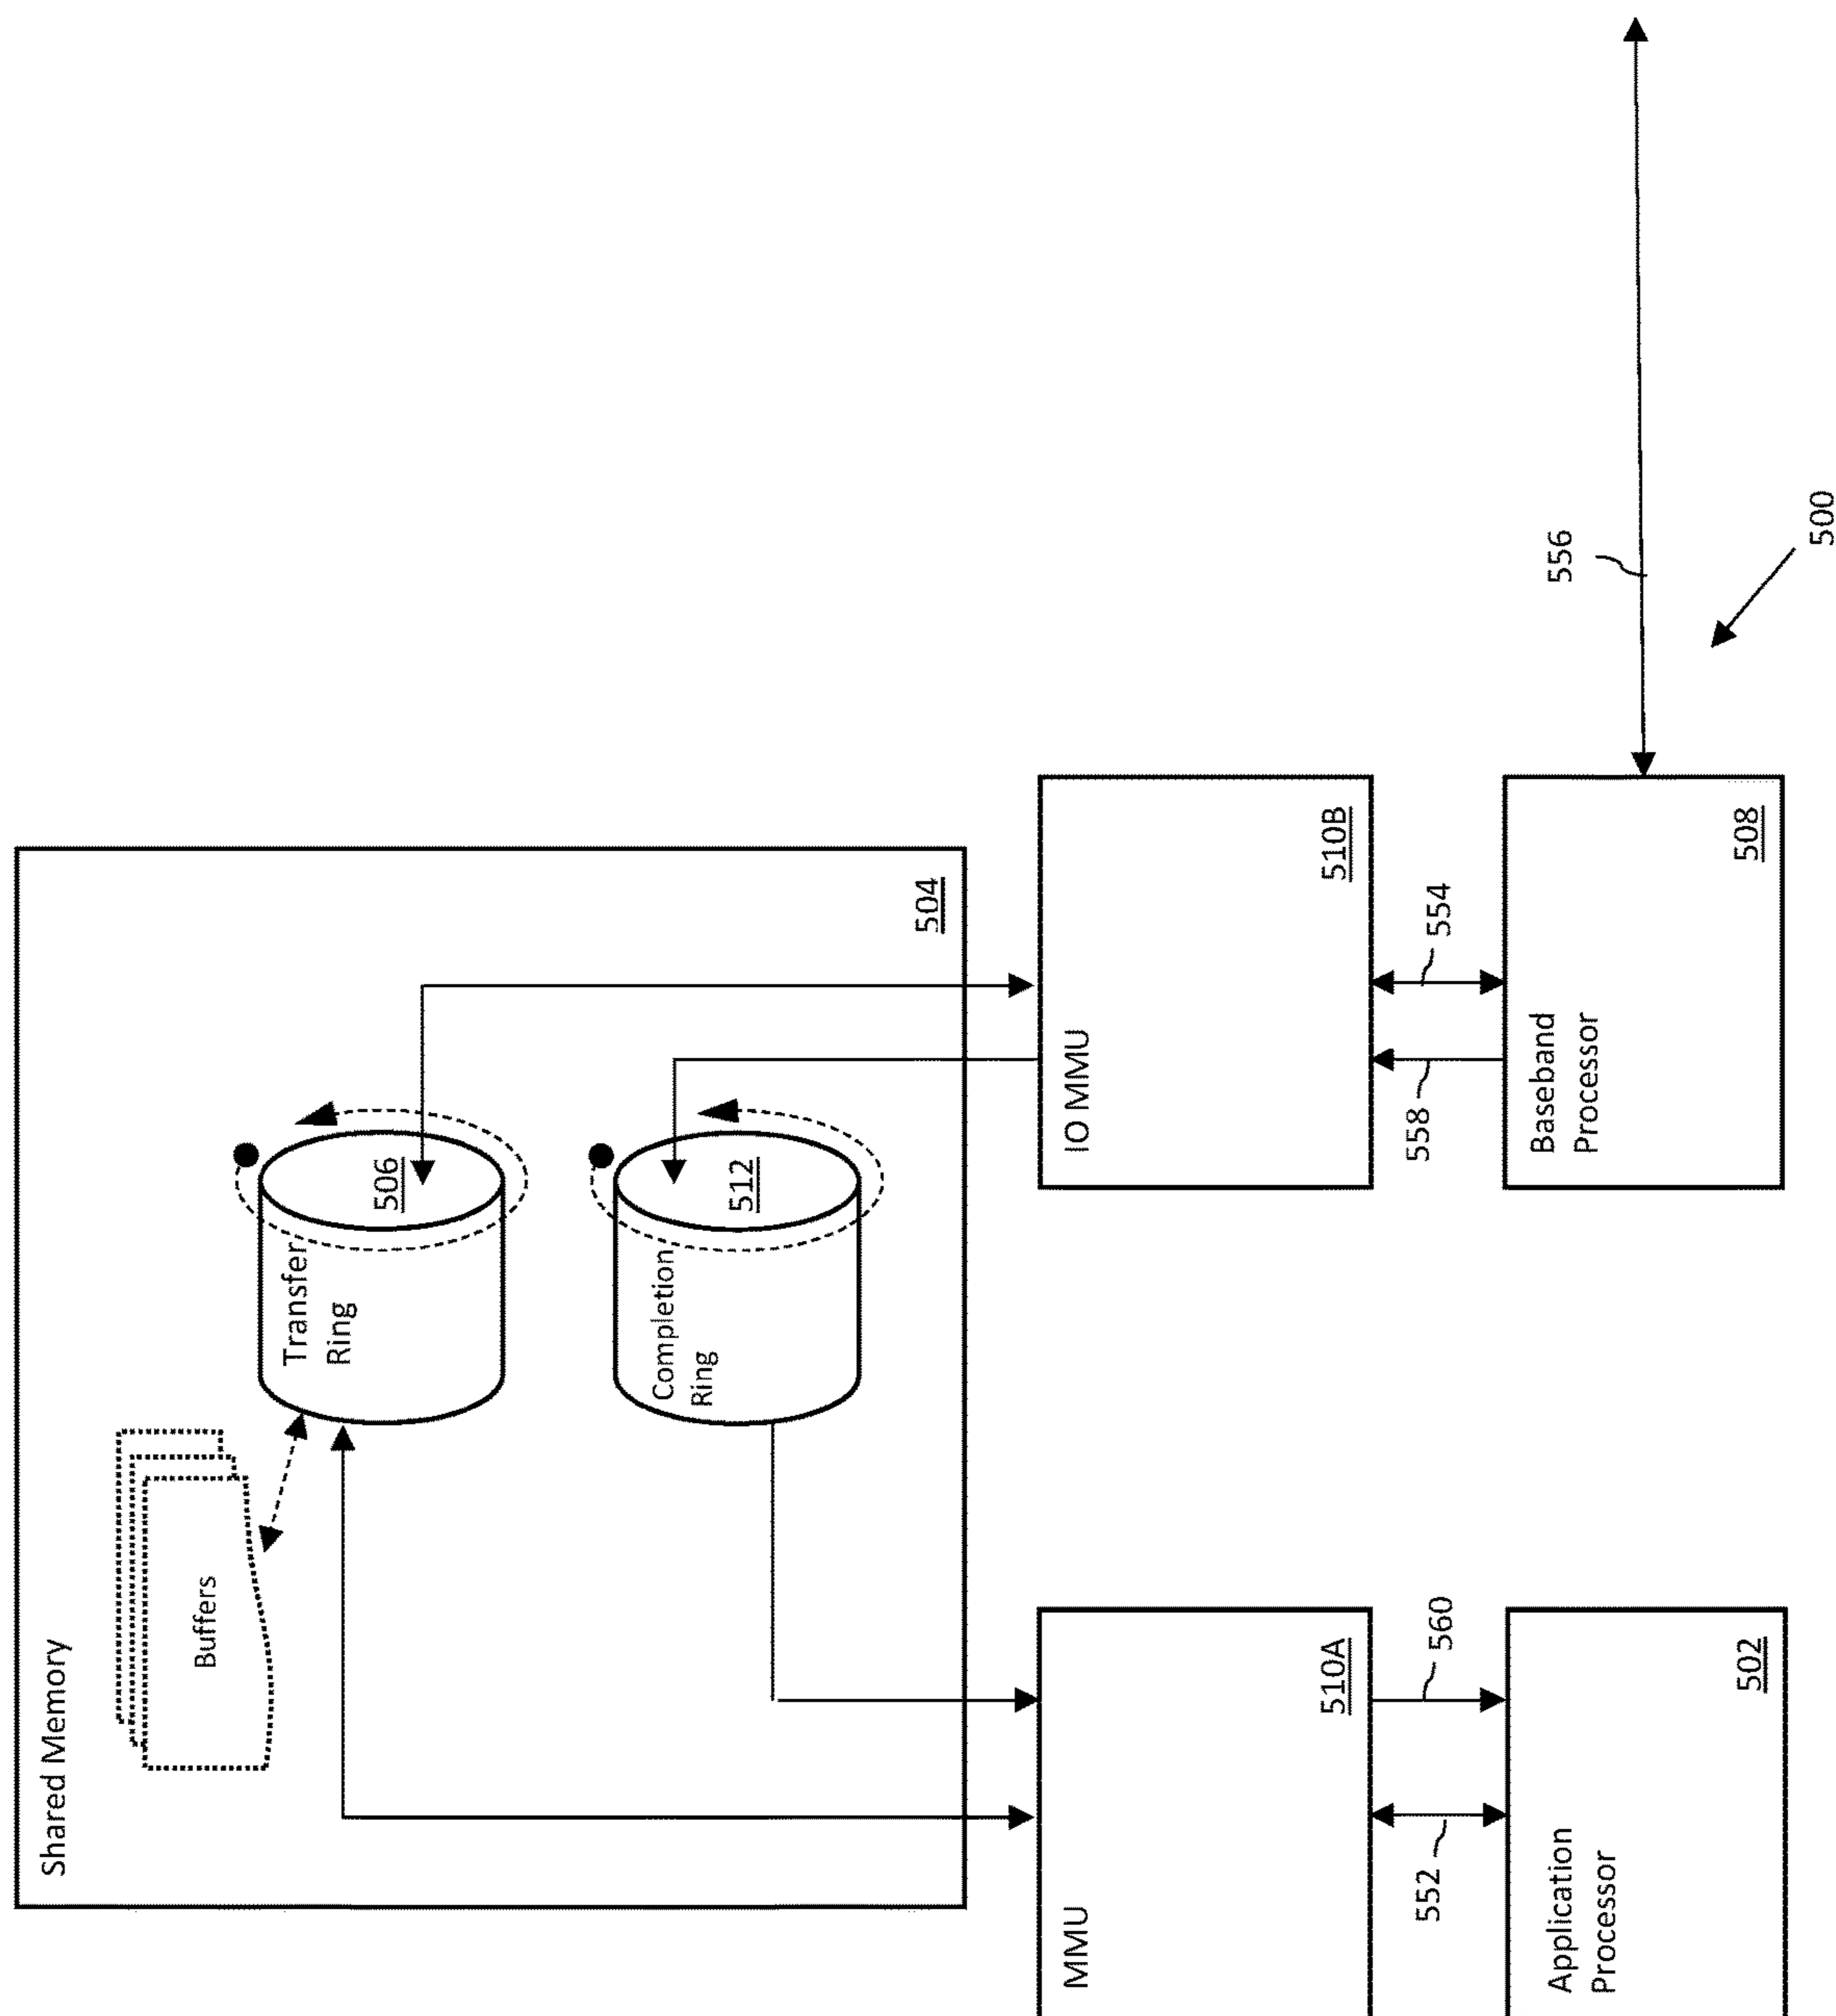 Shared Memory
Buffers
Transfer
Ring
506
Completion
Ring
512
504
MMU
510A
IO MMU
510B
552
560
558
554
Application
Processor
502
Baseband
Processor
508
556
500